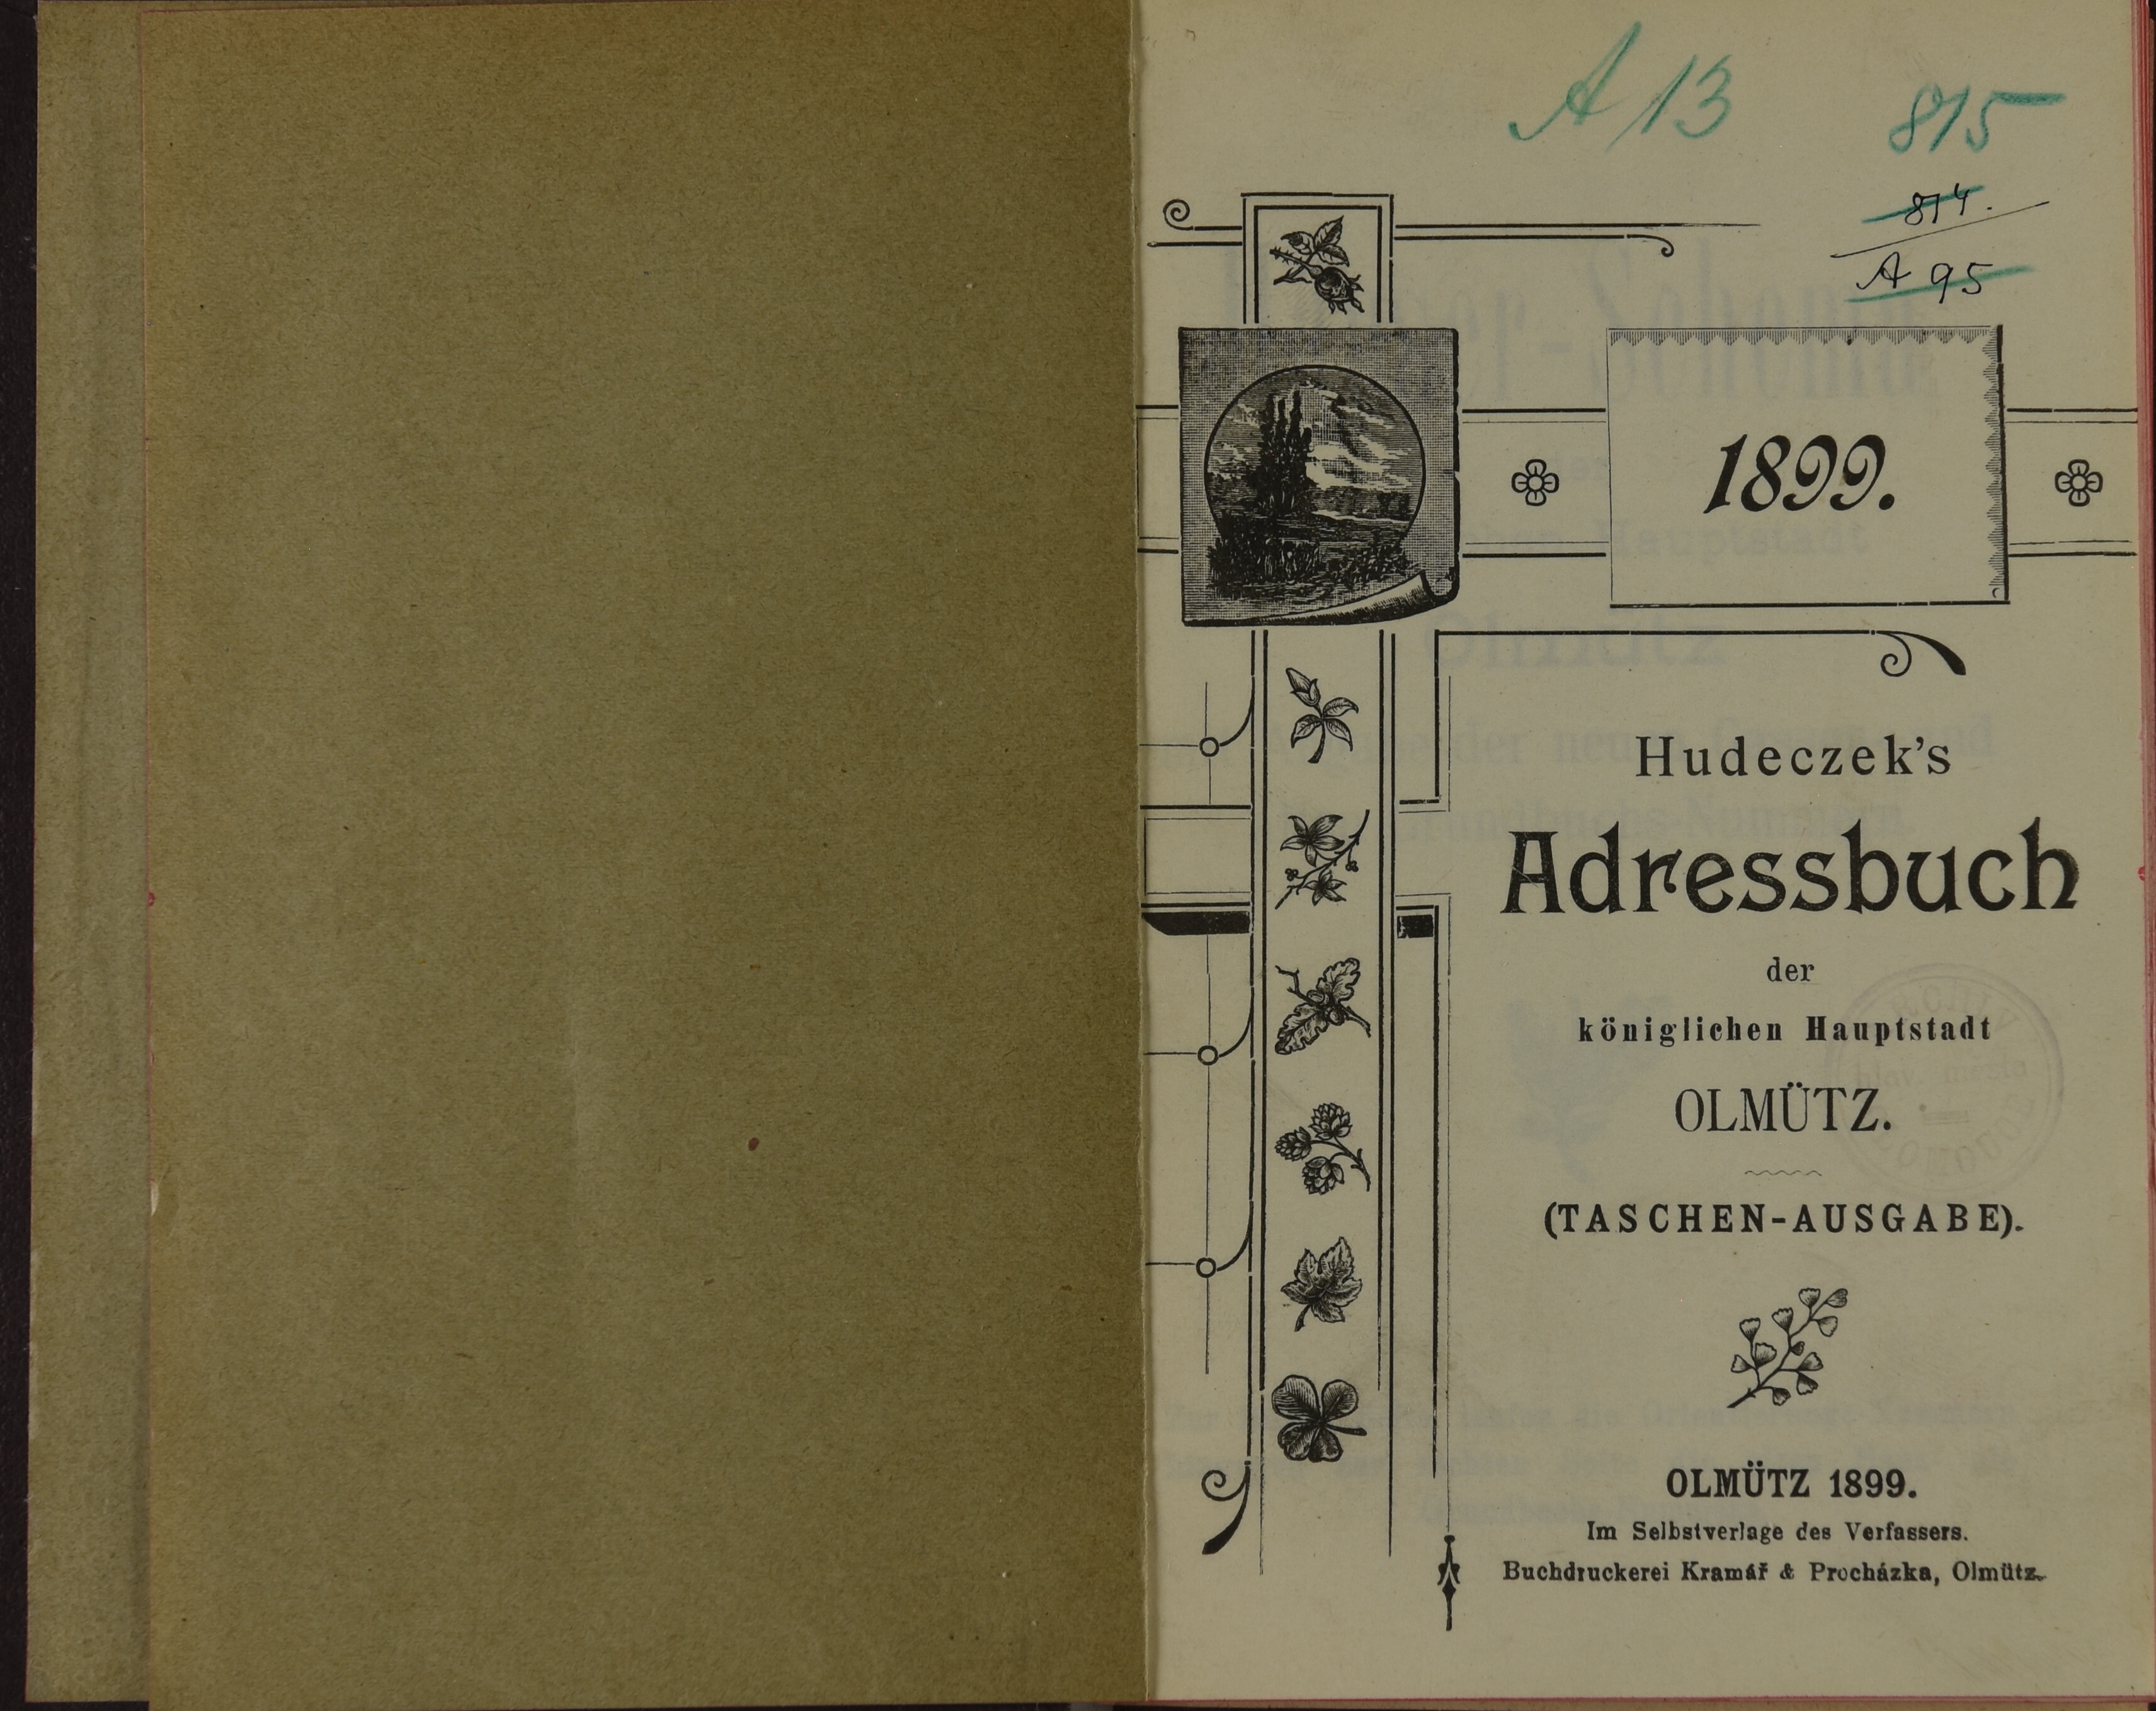 A 13 815
814.
A 95
1899.
Hudeczek's
Adressbuch
der
königlichen Hauptstadt
OLMÜTZ.
(TASCHEN-AUSGABE).
OLMÜTZ 1899.
Im Selbstverlage des Verfassers.
Buchdruckerei Kramář & Procházka, Olmütz.